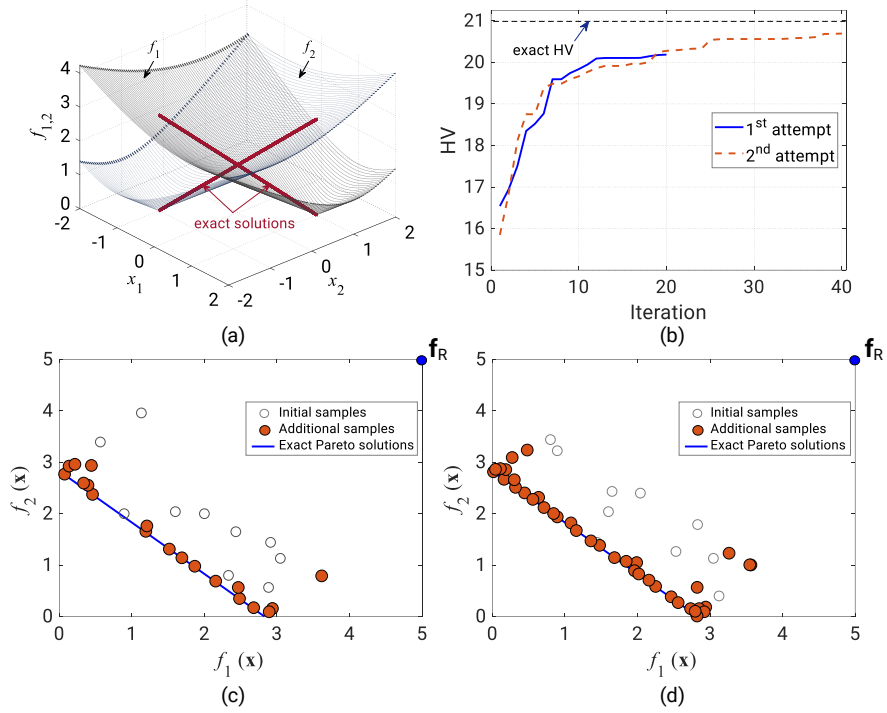 f1
f2
f1,2
4
3
2
1
0
-2
-1
0
1
2
x1
-2
-1
0
1
2
x2
exact solutions
(a)
21
20
19
18
17
16
15
HV
exact HV
1st attempt
2nd attempt
0
10
20
30
40
Iteration
(b)
fR
5
4
3
2
1
0
f2 (x)
Initial samples
Additional samples
Exact Pareto solutions
0
1
2
3
4
5
f1 (x)
(c)
fR
5
4
3
2
1
0
f2 (x)
Initial samples
Additional samples
Exact Pareto solutions
0
1
2
3
4
5
f1 (x)
(d)